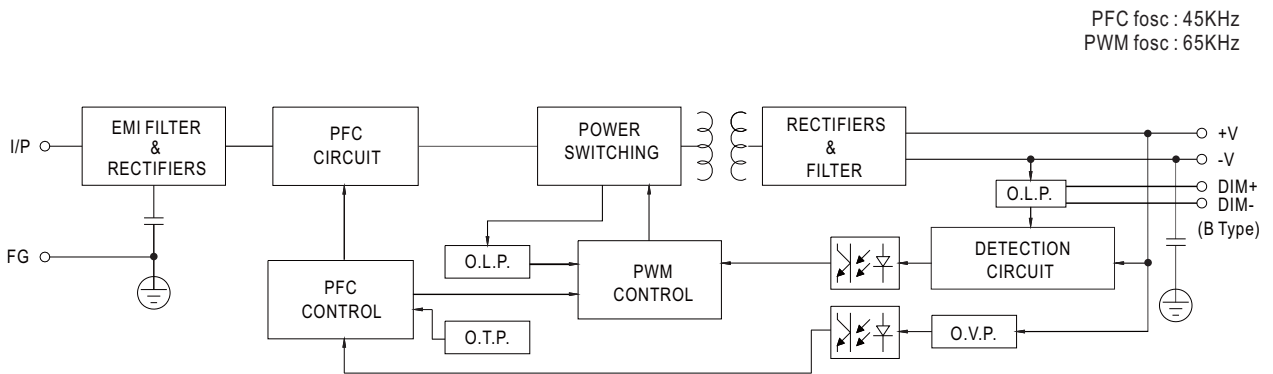 PFC fosc : 45KHz
PWM fosc : 65KHz
I/P
EMI FILTER
&
RECTIFIERS
PFC
CIRCUIT
POWER
SWITCHING
RECTIFIERS
&
FILTER
+V
-V
O.L.P.
DIM+
DIM-
(B Type)
FG
PFC
CONTROL
O.L.P.
O.T.P.
PWM
CONTROL
DETECTION
CIRCUIT
O.V.P.